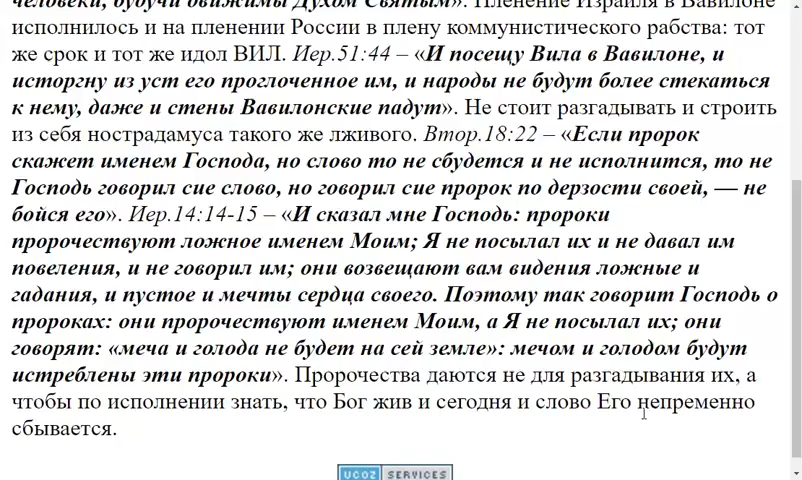 человеки, будучи движимы Духом Святым». Пленение Израиля в Вавилоне
исполнилось и на пленении России в плену коммунистического рабства: тот
же срок и тот же идол ВИЛ. Иер.51:44 – «И посещу Вила в Вавилоне, и
исторгну из уст его проглоченное им, и народы не будут более стекаться
к нему, даже и стены Вавилонские падут». Не стоит разгадывать и строить
из себя нострадамуса такого же лживого. Втор.18:22 – «Если пророк
скажет именем Господа, но слово то не сбудется и не исполнится, то не
Господь говорил сие слово, но говорил сие пророк по дерзости своей, — не
бойся его». Иер.14:14-15 – «И сказал мне Господь: пророки
пророчествуют ложное именем Моим; Я не посылал их и не давал им
повеления, и не говорил им; они возвещают вам видения ложные и
гадания, и пустое и мечты сердца своего. Поэтому так говорит Господь о
пророках: они пророчествуют именем Моим, а Я не посылал их; они
говорят: «меча и голода не будет на сей земле»: мечом и голодом будут
истреблены эти пророки». Пророчества даются не для разгадывания их, а
чтобы по исполнении знать, что Бог жив и сегодня и слово Его непременно
сбывается.
UCOZ SERVICES